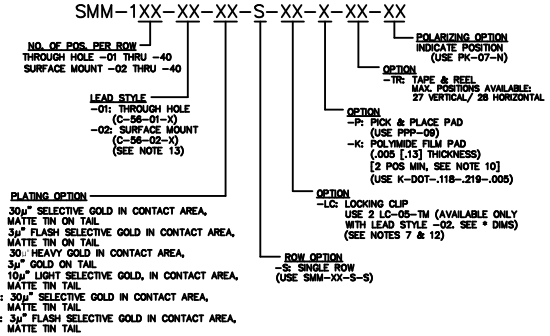 SMM-1XX-XX-XX-S-XX-X-XX-XX
NO. OF POS. PER ROW
THROUGH HOLE -01 THRU -40
SURFACE MOUNT -02 THRU -40
LEAD STYLE
-01: THROUGH HOLE
(C-56-01-X)
-02: SURFACE MOUNT
(C-56-02-X)
(SEE NOTE 13)
PLATING OPTION
30µ" SELECTIVE GOLD IN CONTACT AREA,
MATTE TIN ON TAIL
3µ" FLASH SELECTIVE GOLD IN CONTACT AREA,
MATTE TIN ON TAIL
30µ" HEAVY GOLD IN CONTACT AREA,
3µ" GOLD ON TAIL
10µ" LIGHT SELECTIVE GOLD, IN CONTACT AREA,
MATTE TIN TAIL
: 30µ" SELECTIVE GOLD IN CONTACT AREA,
MATTE TIN TAIL
: 3µ" FLASH SELECTIVE GOLD IN CONTACT AREA,
MATTE TIN TAIL
POLARIZING OPTION
INDICATE POSITION
(USE PK-07-N)
OPTION
-TR: TAPE & REEL
MAX. POSITIONS AVAILABLE:
27 VERTICAL/ 28 HORIZONTAL
OPTION
-P: PICK & PLACE PAD
(USE PPP-09)
-K: POLYIMIDE FILM PAD
(.005 [.13] THICKNESS)
[2 POS MIN, SEE NOTE 10]
(USE K-DOT-.118-.219-.005)
OPTION
-LC: LOCKING CLIP
USE 2 LC-05-TM (AVAILABLE ONLY
WITH LEAD STYLE -02. SEE * DIMS)
(SEE NOTES 7 & 12)
ROW OPTION
-S: SINGLE ROW
(USE SMM-XX-S-S)